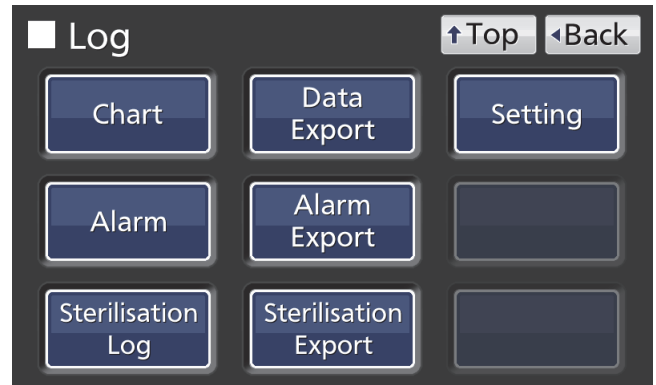 Log
Top
Back
Chart
Data
Export
Setting
Alarm
Alarm
Export
Sterilisation
Log
Sterilisation
Export